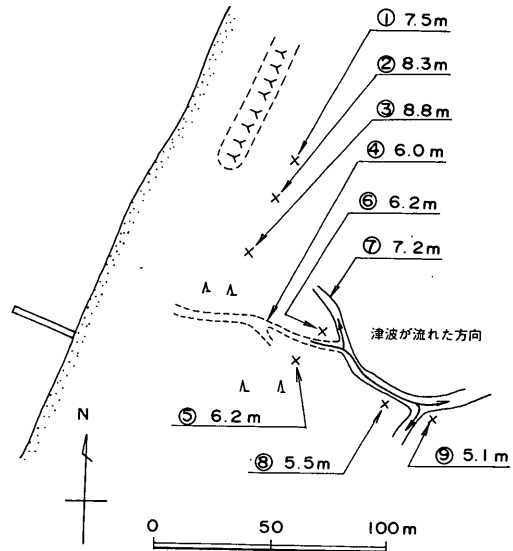 ① 7.5m
② 8.3m
③ 8.8m
④ 6.0m
⑥ 6.2m
⑦ 7.2m
津波が流れた方向
⑤ 6.2m
⑧ 5.5m
⑨ 5.1m
N
0 50 100m